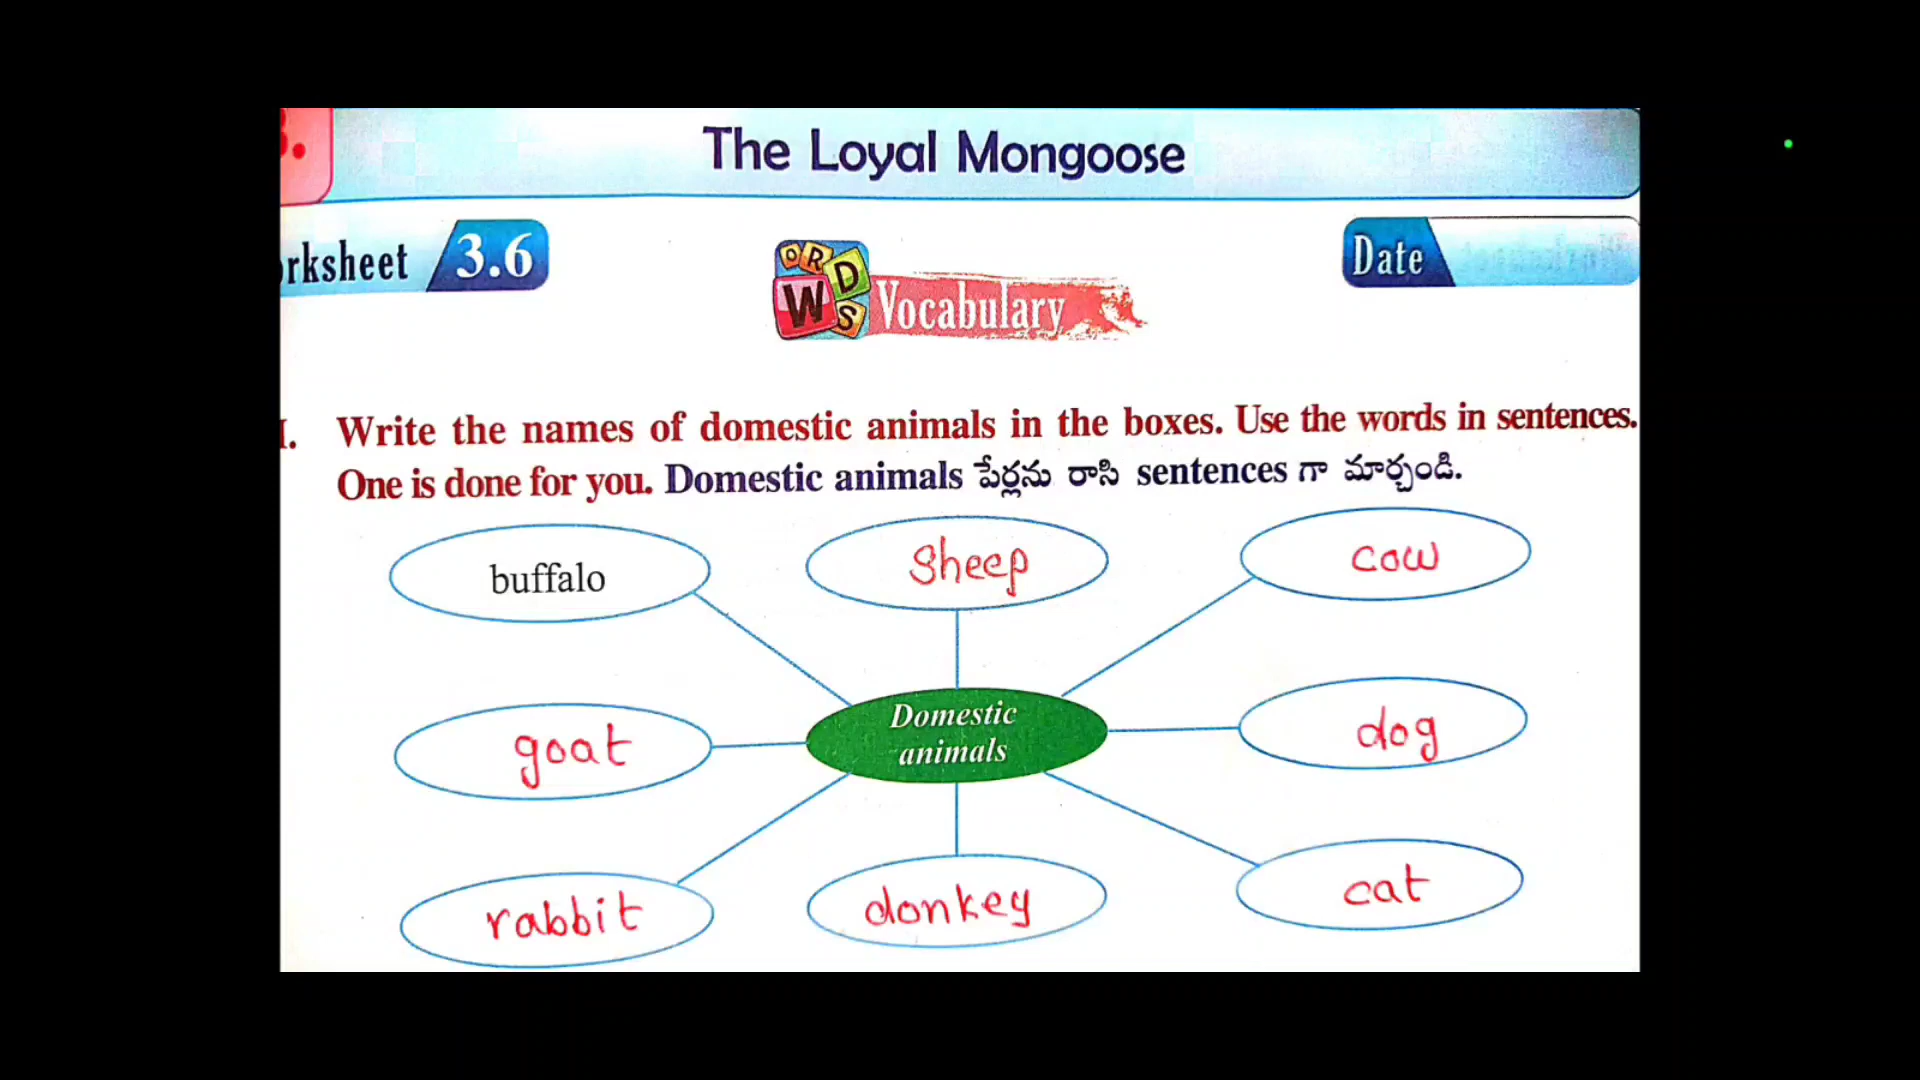 The Loyal Mongoose
rksheet 3.6
WORDS Vocabulary
Date
I. Write the names of domestic animals in the boxes. Use the words in sentences.
One is done for you. Domestic animals పేర్లను రాసి sentences గా మార్చండి.
buffalo
sheep
cow
goat
Domestic
animals
dog
rabbit
donkey
cat